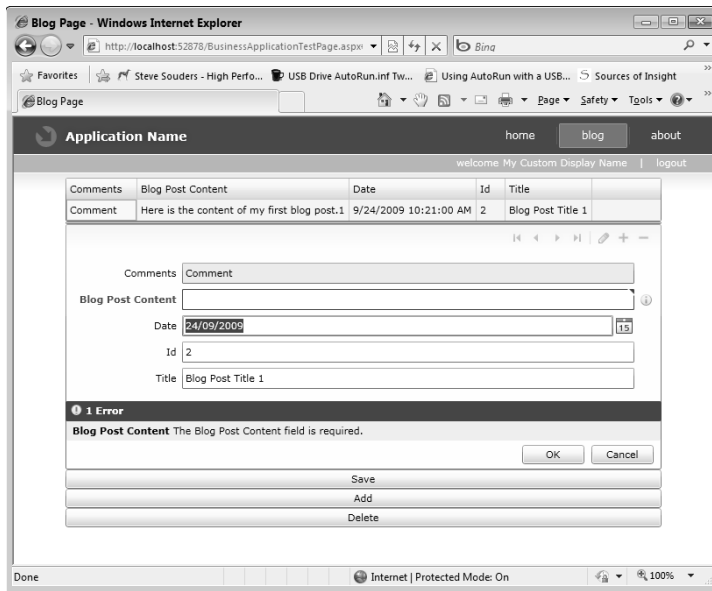 Blog Page - Windows Internet Explorer
http://localhost:52878/BusinessApplicationTestPage.aspx
Bing
Favorites Steve Souders - High Perfo... USB Drive AutoRun.inf Tw... Using AutoRun with a USB... Sources of Insight
Blog Page Page Safety Tools
Application Name home blog about
welcome My Custom Display Name | logout
Comments Blog Post Content Date Id Title
Comment Here is the content of my first blog post.1 9/24/2009 10:21:00 AM 2 Blog Post Title 1
Comments Comment
Blog Post Content
Date 24/09/2009 15
Id 2
Title Blog Post Title 1
1 Error
Blog Post Content The Blog Post Content field is required.
OK Cancel
Save
Add
Delete
Done Internet | Protected Mode: On 100%